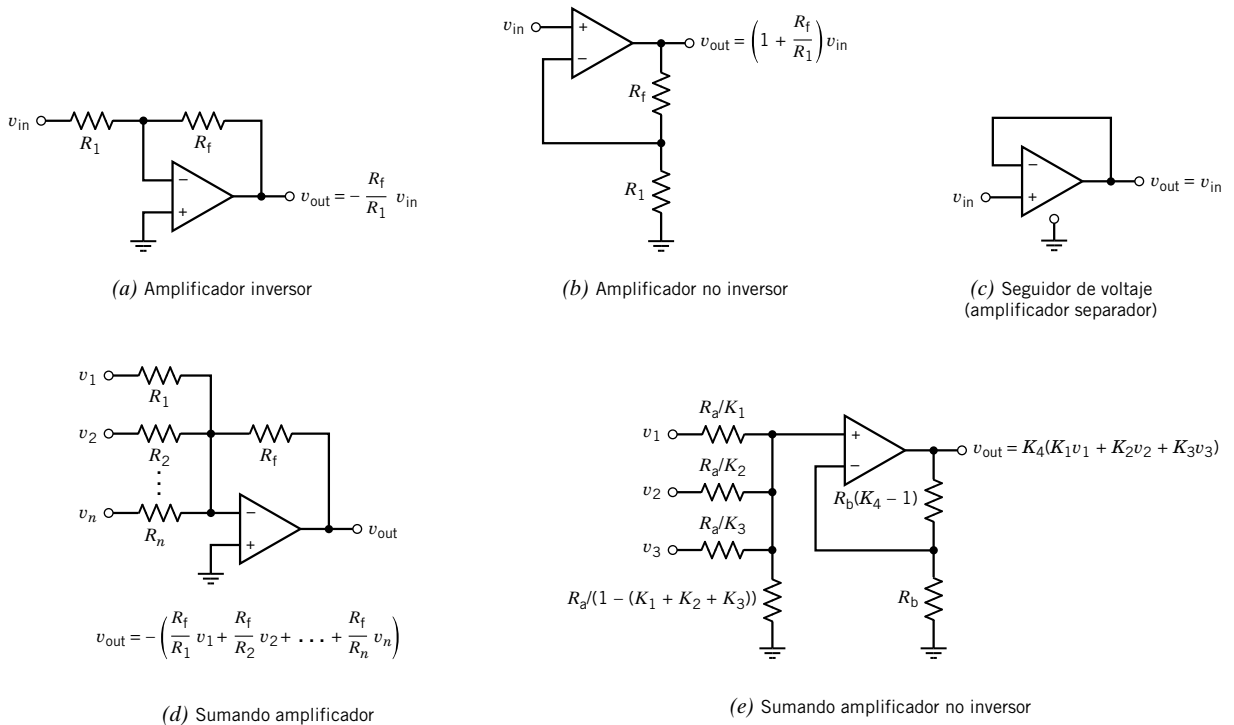 v_in
R_1
R_f
−
+
v_out = − R_f/R_1 v_in
(a) Amplificador inversor
v_in
+
−
v_out = (1 + R_f/R_1) v_in
R_f
R_1
(b) Amplificador no inversor
−
+
v_in
v_out = v_in
(c) Seguidor de voltaje
(amplificador separador)
v_1
R_1
v_2
R_2
R_f
v_n
R_n
−
+
v_out
v_out = − (R_f/R_1 v_1 + R_f/R_2 v_2 + . . . + R_f/R_n v_n)
(d) Sumando amplificador
R_a/K_1
v_1
R_a/K_2
v_2
R_a/K_3
v_3
R_a/(1 − (K_1 + K_2 + K_3))
+
−
v_out = K_4(K_1v_1 + K_2v_2 + K_3v_3)
R_b(K_4 − 1)
R_b
(e) Sumando amplificador no inversor